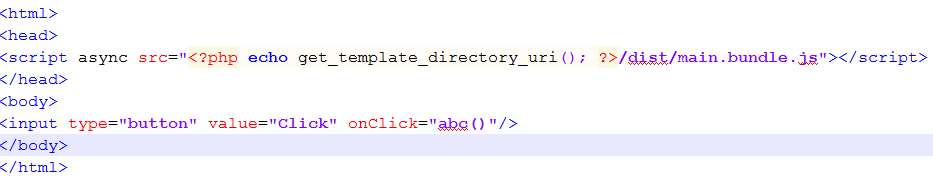 <html>
<head>
<script async src="<?php echo get_template_directory_uri(); ?>/dist/main.bundle.js"></script>
</head>
<body>
<input type="button" value="Click" onClick="abc()"/>
</body>
</html>